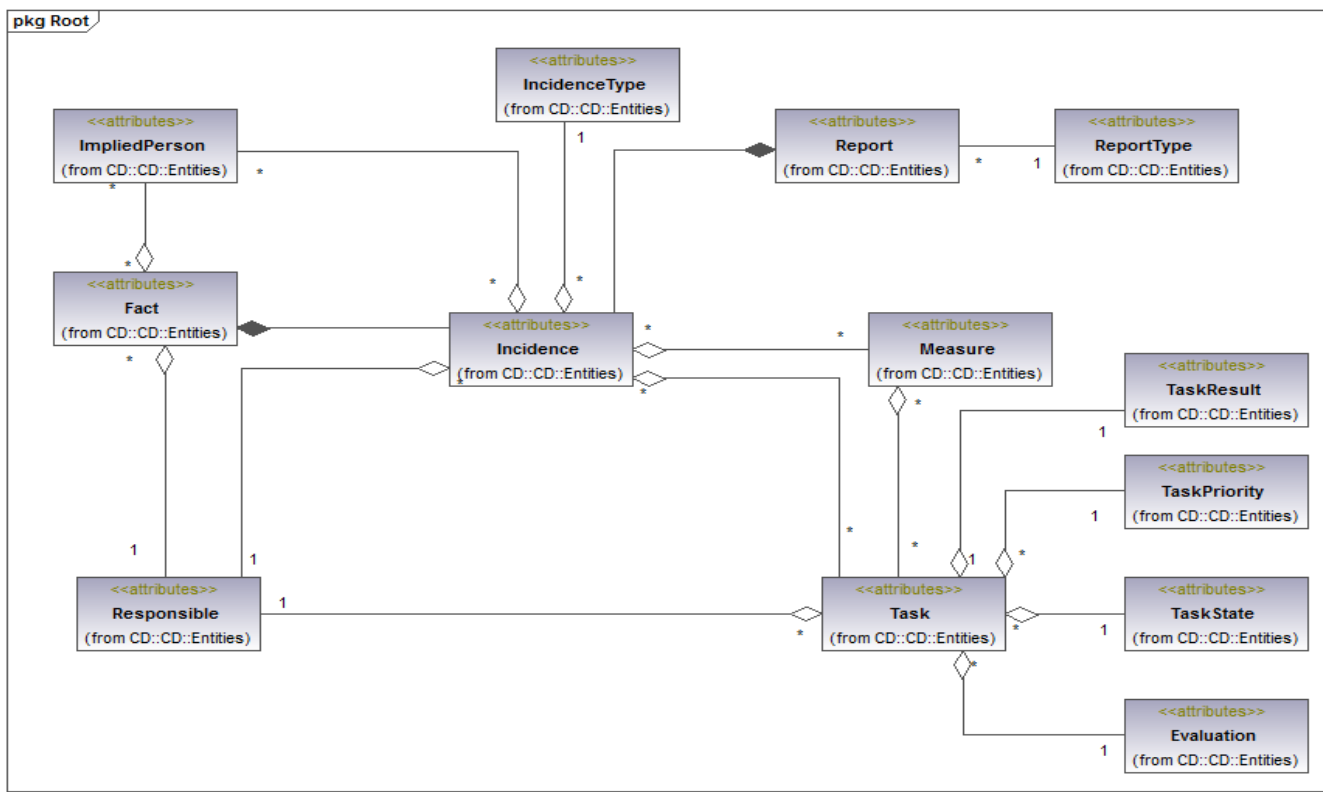 pkg Root
<<attributes>>
IncidenceType
(from CD::CD::Entities)
1
*
<<attributes>>
ImpliedPerson
(from CD::CD::Entities)
*
*
*
*
<<attributes>>
Report
(from CD::CD::Entities)
*
1
<<attributes>>
ReportType
(from CD::CD::Entities)
<<attributes>>
Fact
(from CD::CD::Entities)
*
1
<<attributes>>
Incidence
(from CD::CD::Entities)
*
*
*
*
1
*
<<attributes>>
Measure
(from CD::CD::Entities)
*
*
*
<<attributes>>
TaskResult
(from CD::CD::Entities)
1
1
<<attributes>>
TaskPriority
(from CD::CD::Entities)
1
*
<<attributes>>
Responsible
(from CD::CD::Entities)
1
*
<<attributes>>
Task
(from CD::CD::Entities)
*
1
<<attributes>>
TaskState
(from CD::CD::Entities)
*
1
<<attributes>>
Evaluation
(from CD::CD::Entities)